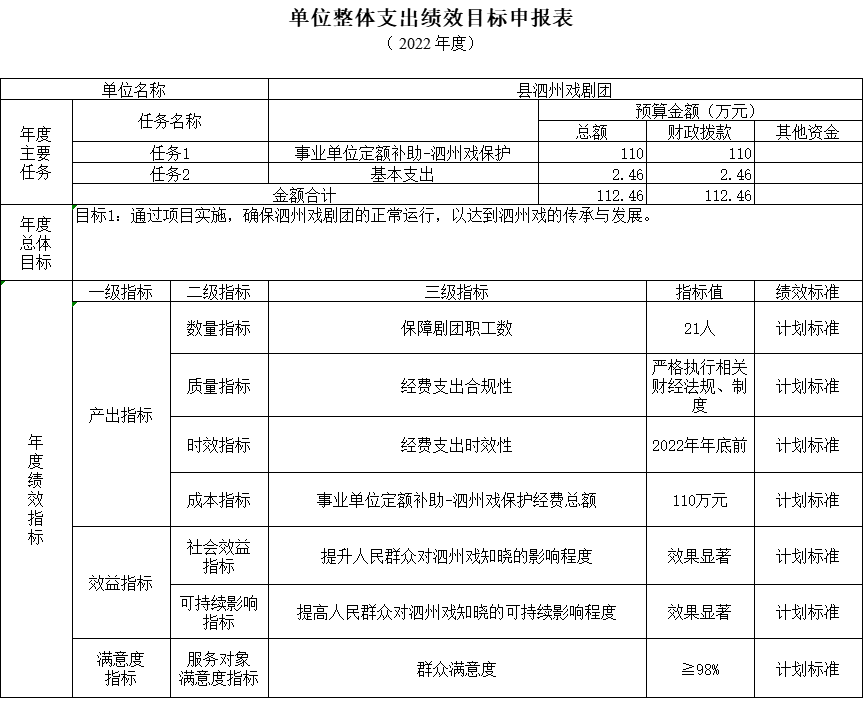 单位整体支出绩效目标申报表
（ 2022 年度）
单位名称 县泗州戏剧团
年度
主要
任务
任务名称 预算金额（万元）
总额 财政拨款 其他资金
任务1 事业单位定额补助-泗州戏保护 110 110
任务2 基本支出 2.46 2.46
金额合计 112.46 112.46
年度
总体
目标
目标1：通过项目实施，确保泗州戏剧团的正常运行，以达到泗州戏的传承与发展。
年
度
绩
效
指
标
一级指标 二级指标 三级指标 指标值 绩效标准
产出指标
数量指标 保障剧团职工数 21人 计划标准
质量指标 经费支出合规性
严格执行相关
财经法规、制
度
计划标准
时效指标 经费支出时效性 2022年年底前 计划标准
成本指标 事业单位定额补助-泗州戏保护经费总额 110万元 计划标准
效益指标
社会效益
指标
提升人民群众对泗州戏知晓的影响程度 效果显著 计划标准
可持续影响
指标
提高人民群众对泗州戏知晓的可持续影响程度 效果显著 计划标准
满意度
指标
服务对象
满意度指标
群众满意度 ≧98% 计划标准